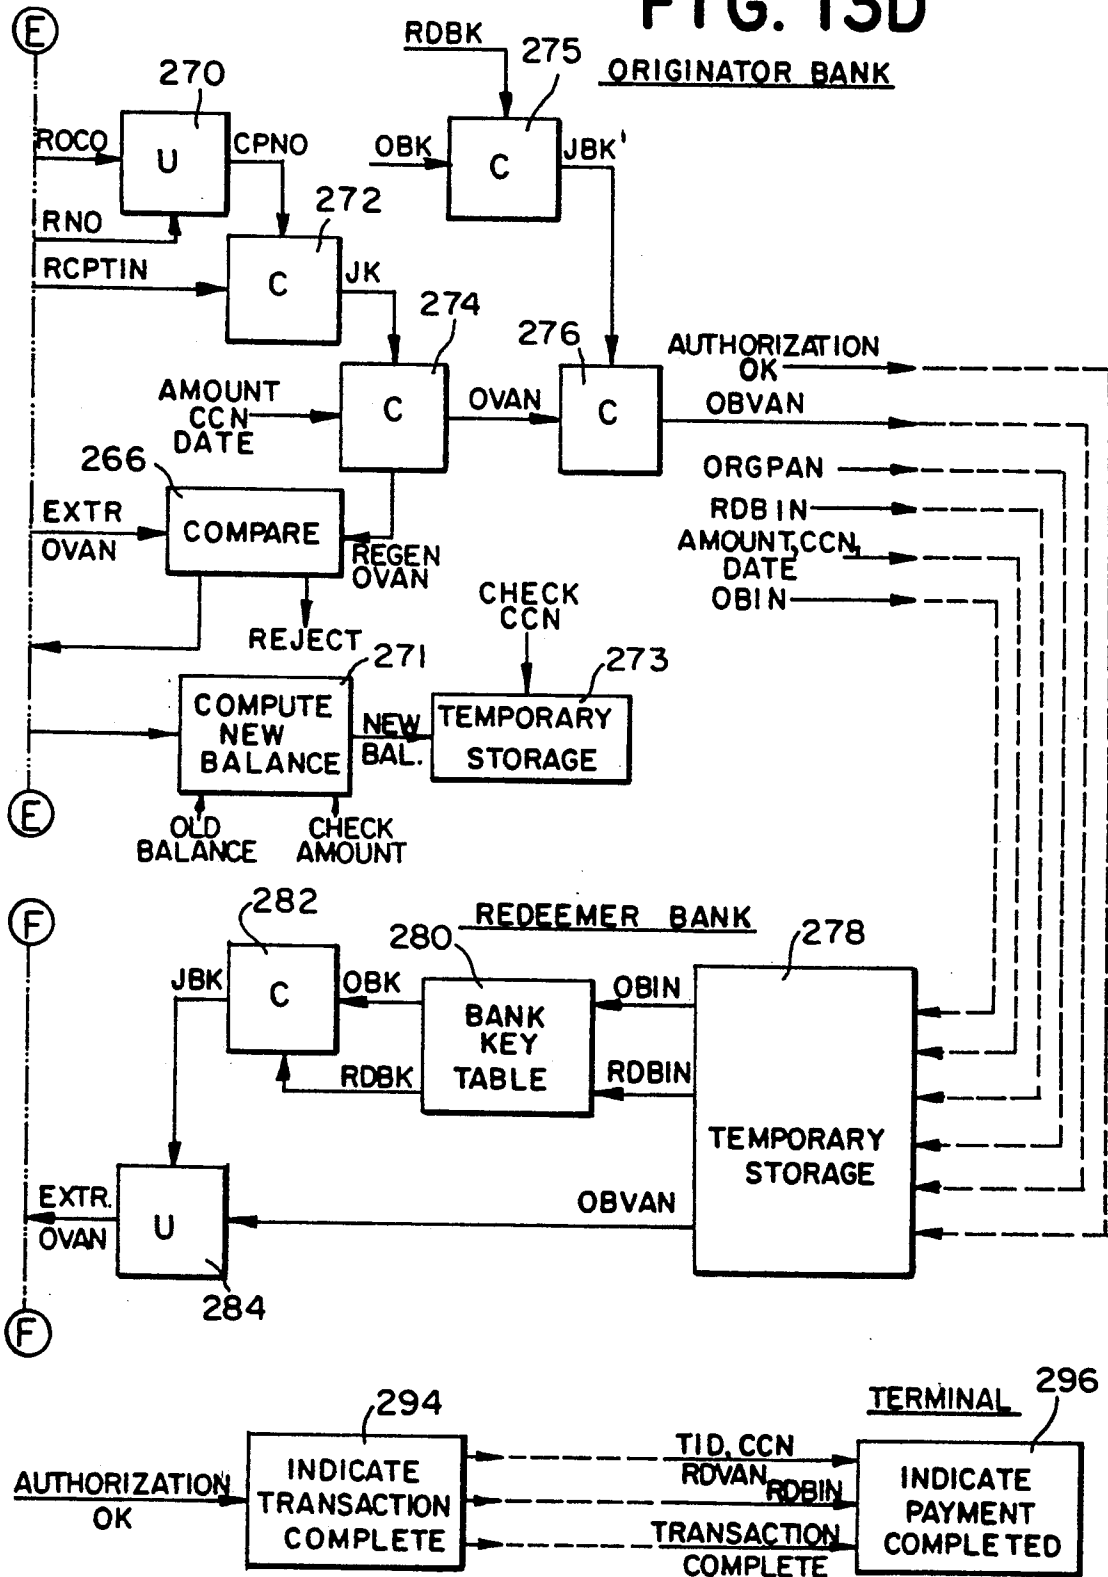 FIG. 13D
E
RDBK
275
ORIGINATOR BANK
270
ROCO
U
CPNO
OBK
C
JBK'
272
RNO
RCPTIN
C
JK
274
276
AUTHORIZATION
OK
AMOUNT
CCN
DATE
C
OVAN
C
OBVAN
266
ORGPAN
EXTR
OVAN
COMPARE
REGEN
OVAN
RDBIN
AMOUNT, CCN,
DATE
OBIN
CHECK
CCN
REJECT
271
273
COMPUTE
NEW
BALANCE
NEW
BAL.
TEMPORARY
STORAGE
E
OLD
BALANCE
CHECK
AMOUNT
F
282
REDEEMER BANK
280
278
JBK
C
OBK
BANK
KEY
TABLE
OBIN
RDBK
RDBIN
TEMPORARY
STORAGE
EXTR.
OVAN
U
OBVAN
284
F
294
TERMINAL
296
AUTHORIZATION
OK
INDICATE
TRANSACTION
COMPLETE
TID, CCN
RDVAN
RDBIN
TRANSACTION
COMPLETE
INDICATE
PAYMENT
COMPLETED